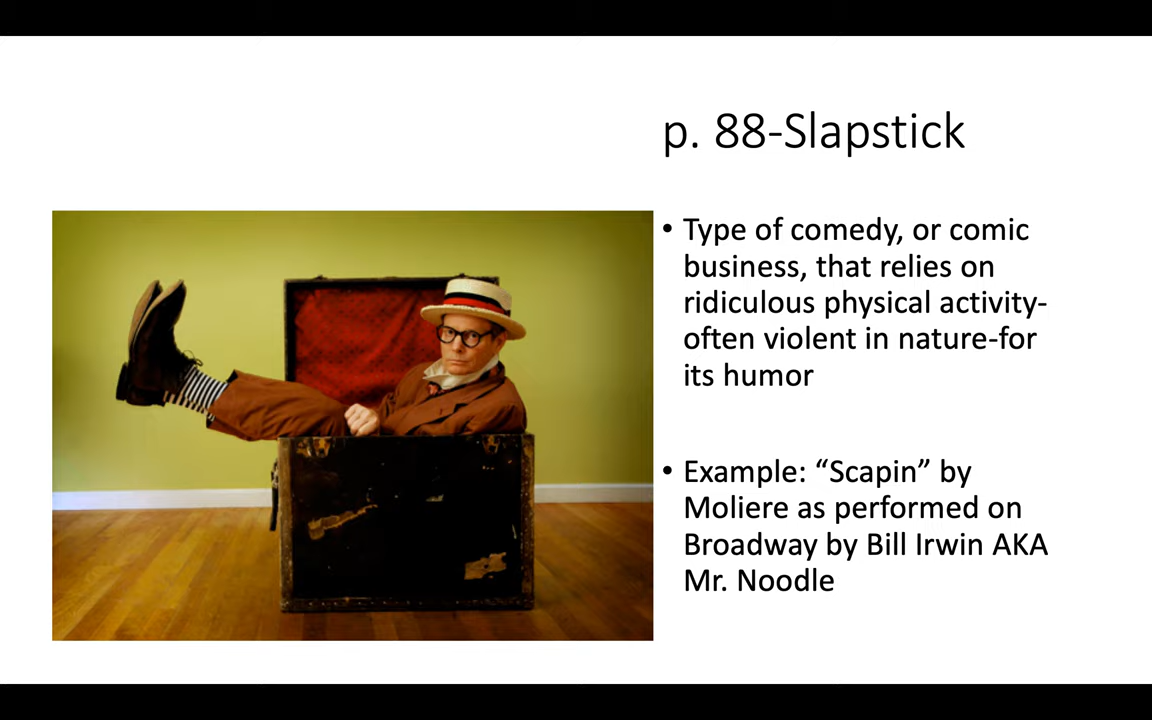 p. 88-Slapstick
• Type of comedy, or comic
business, that relies on
ridiculous physical activity-
often violent in nature-for
its humor
• Example: “Scapin” by
Moliere as performed on
Broadway by Bill Irwin AKA
Mr. Noodle